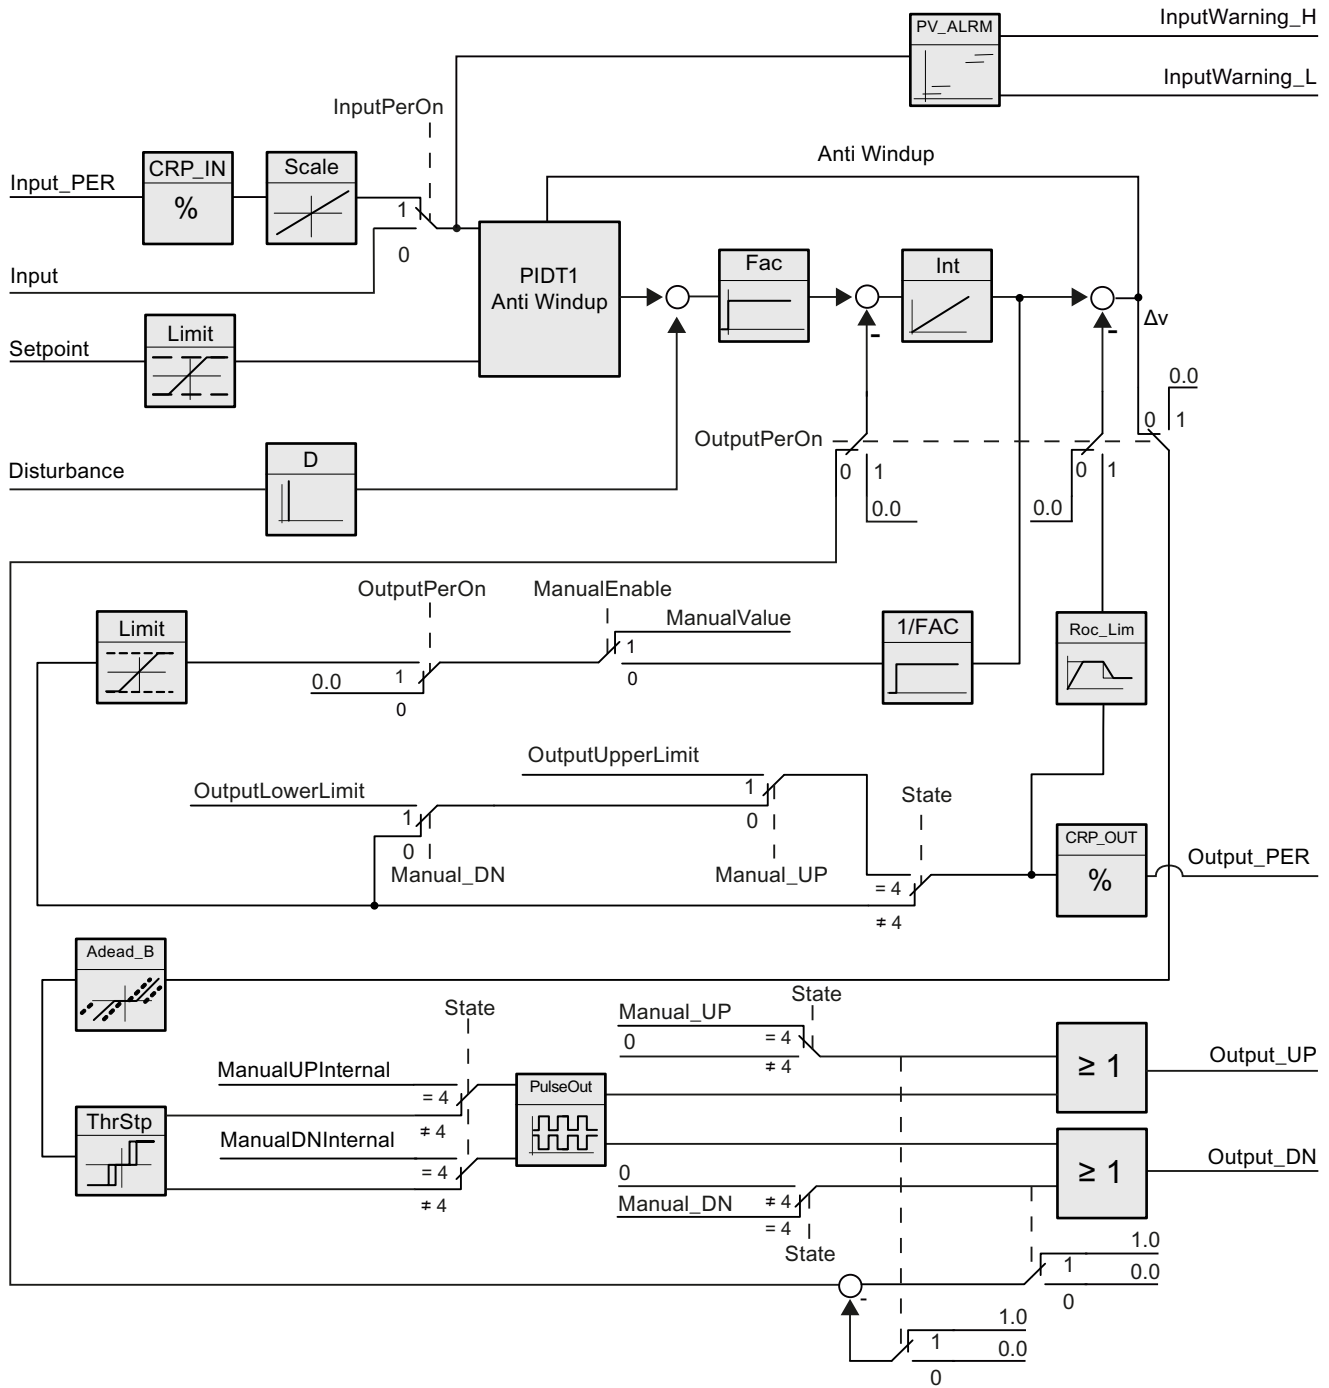 InputWarning_H
PV_ALRM
InputWarning_L
InputPerOn
Anti Windup
CRP_IN
Scale
Input_PER
%
1
0
Input
PIDT1
Anti Windup
Fac
Int
Δv
Setpoint
Limit
-
-
0.0
0
1
OutputPerOn
Disturbance
D
0
1
0
1
0.0
0.0
OutputPerOn
ManualEnable
Limit
ManualValue
1/FAC
Roc_Lim
1
0
0.0
1
0
OutputUpperLimit
OutputLowerLimit
1
State
1
0
0
CRP_OUT
Output_PER
Manual_DN
Manual_UP
= 4
%
≠ 4
Adead_B
State
State
Manual_UP
= 4
0
≠ 4
≥ 1
Output_UP
ManualUPInternal
= 4
PulseOut
ThrStp
≠ 4
ManualDNInternal
= 4
≠ 4
0
≠ 4
Manual_DN
= 4
≥ 1
Output_DN
State
1.0
1
0.0
0
-
1.0
1
0.0
0